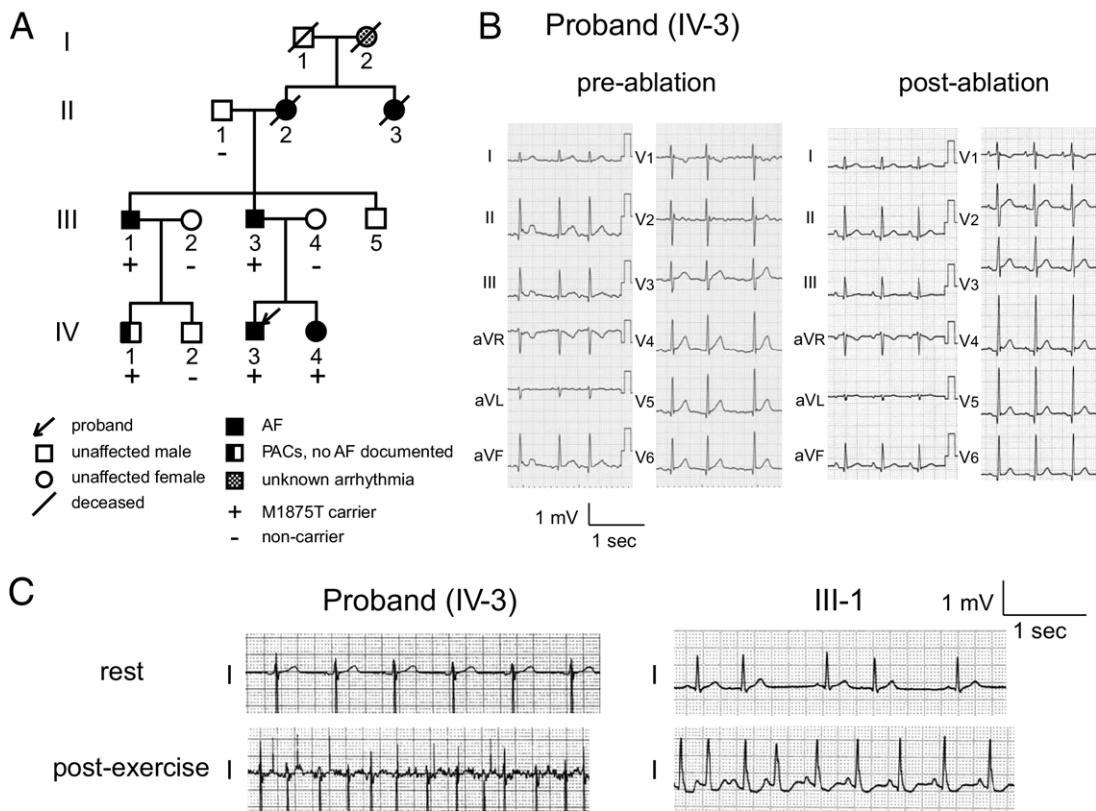 A
I
1 2
II
1 2 3
-
III
1 2 3 4 5
+ - + -
IV
1 2 3 4
+ - + +
proband
unaffected male
unaffected female
deceased
AF
PACs, no AF documented
unknown arrhythmia
+ M1875T carrier
- non-carrier
B Proband (IV-3)
pre-ablation post-ablation
I V1 I V1
II V2 II V2
III V3 III V3
aVR V4 aVR V4
aVL V5 aVL V5
aVF V6 aVF V6
1 mV
1 sec
C Proband (IV-3) III-1 1 mV
1 sec
rest I I
post-exercise I I